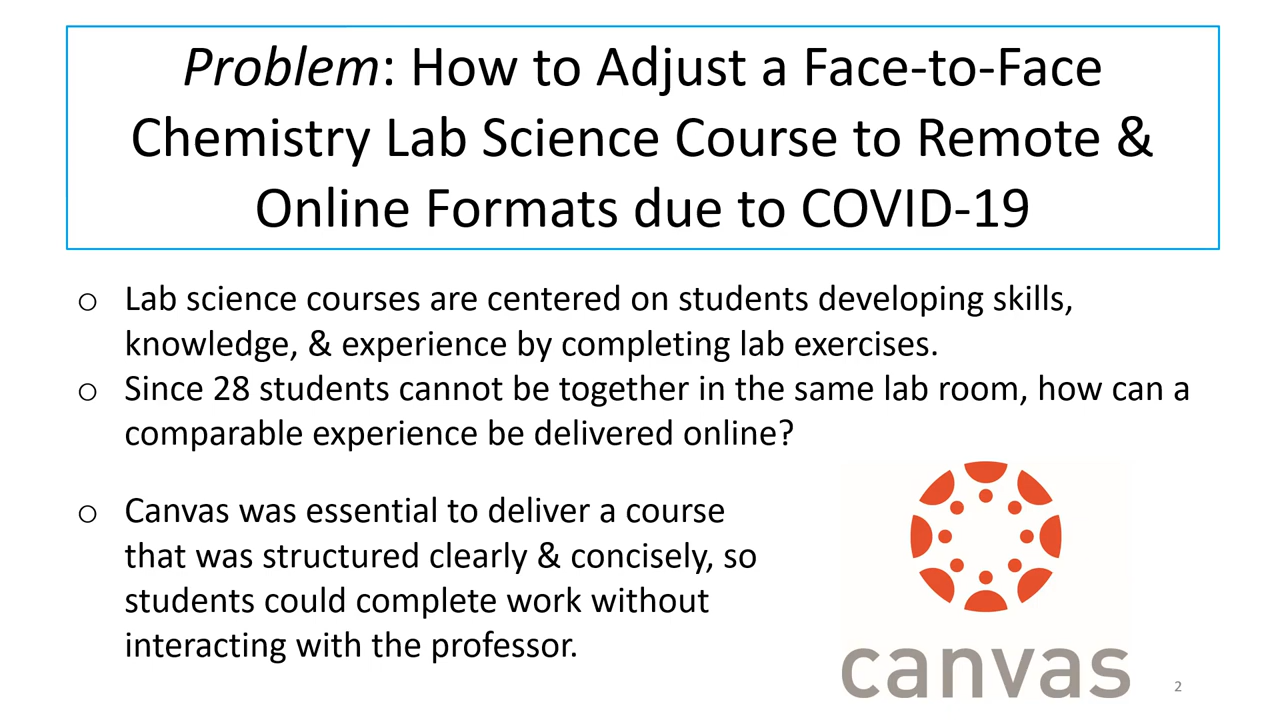 Problem: How to Adjust a Face-to-Face
Chemistry Lab Science Course to Remote &
Online Formats due to COVID-19
o Lab science courses are centered on students developing skills,
knowledge, & experience by completing lab exercises.
o Since 28 students cannot be together in the same lab room, how can a
comparable experience be delivered online?
o Canvas was essential to deliver a course
that was structured clearly & concisely, so
students could complete work without
interacting with the professor.
canvas
2